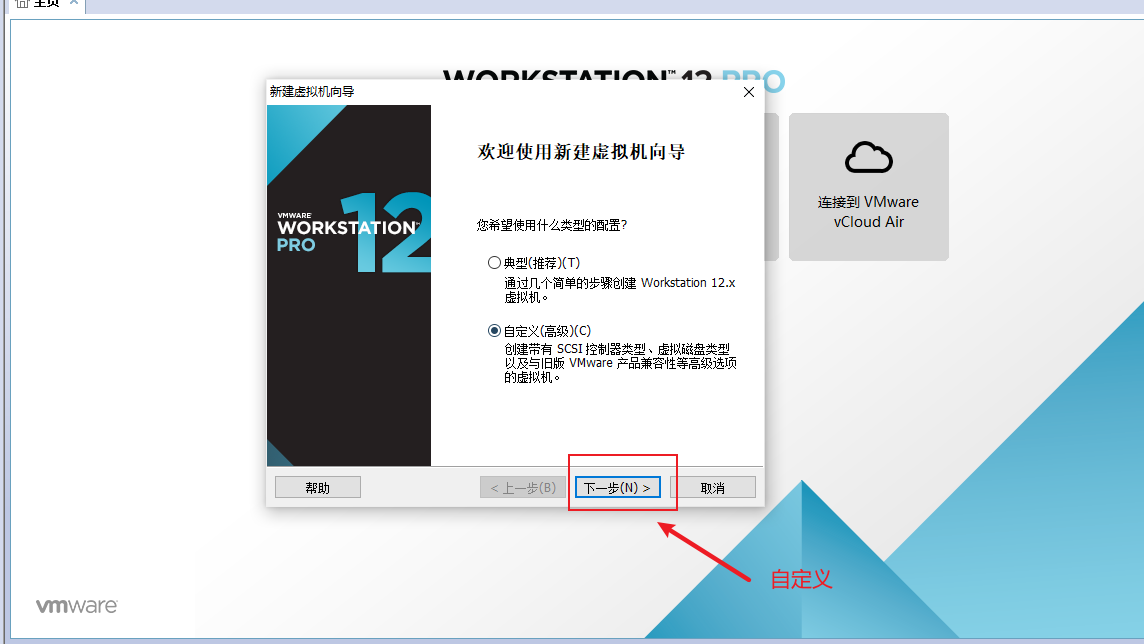 主页
WORKSTATION™ 12 PRO
新建虚拟机向导
欢迎使用新建虚拟机向导
VMWARE
WORKSTATION™
PRO
12
您希望使用什么类型的配置?
典型(推荐)(T)
通过几个简单的步骤创建 Workstation 12.x
虚拟机。
自定义(高级)(C)
创建带有 SCSI 控制器类型、虚拟磁盘类型
以及与旧版 VMware 产品兼容性等高级选项
的虚拟机。
帮助
< 上一步(B)
下一步(N) >
取消
连接到 VMware
vCloud Air
自定义
vmware